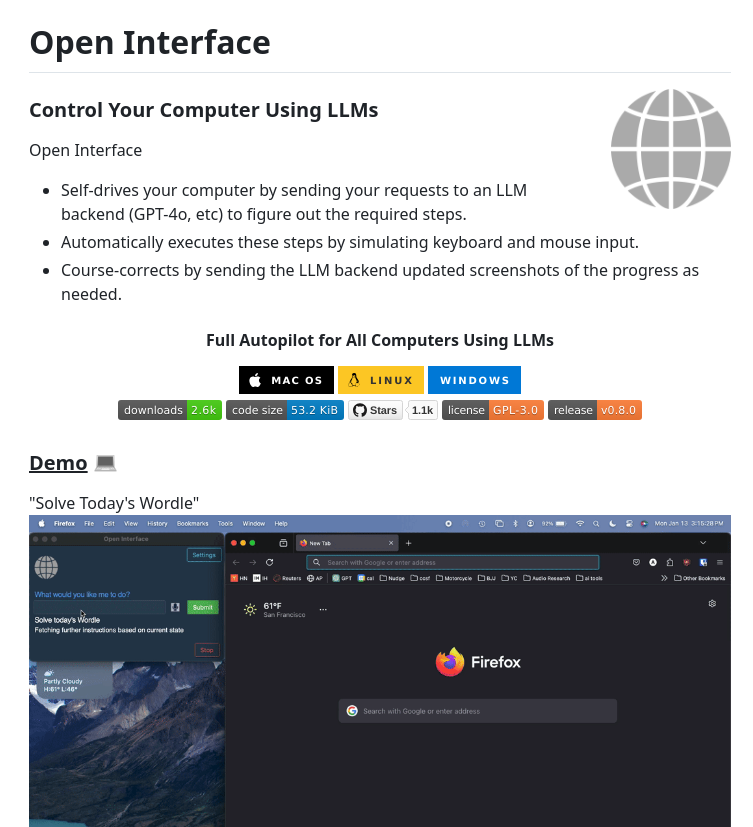 Open Interface
Control Your Computer Using LLMs
Open Interface
Self-drives your computer by sending your requests to an LLM
backend (GPT-4o, etc) to figure out the required steps.
Automatically executes these steps by simulating keyboard and mouse input.
Course-corrects by sending the LLM backend updated screenshots of the progress as
needed.
Full Autopilot for All Computers Using LLMs
MAC OS LINUX WINDOWS
downloads 2.6k code size 53.2 KiB Stars 1.1k license GPL-3.0 release v0.8.0
Demo
"Solve Today's Wordle"
Firefox File Edit View History Bookmarks Tools Window Help 97% Mon Jan 13 3:15:28 PM
Open Interface
New Tab
Settings
Search with Google or enter address
HN IH Reuters AP GPT cal Nudge cosf Motorcycle BJJ YC Audio Research ai tools Other Bookmarks
What would you like me to do?
Submit
Solve today's Wordle
Fetching further instructions based on current state
Stop
61°F
San Francisco
Firefox
Partly Cloudy
H:61° L:46°
Search with Google or enter address